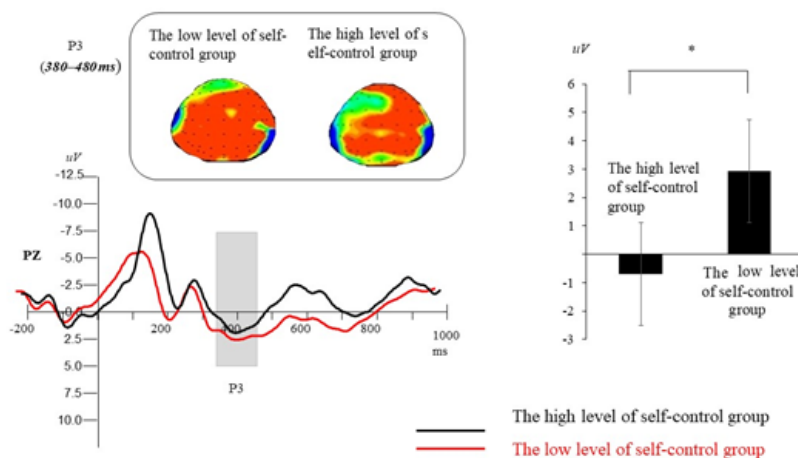 P3
(380–480ms)
The low level of self-
control group
The high level of s
elf-control group
uV
-12.5
-10.0
-7.5
-5.0
-2.5
0
2.5
5.0
7.5
10.0
PZ
-200
200
400
600
800
1000
ms
P3
uV
*
6
5
4
3
2
1
0
-1
-2
-3
The high level
of self-control
group
The low level
of self-control
group
The high level of self-control group
The low level of self-control group